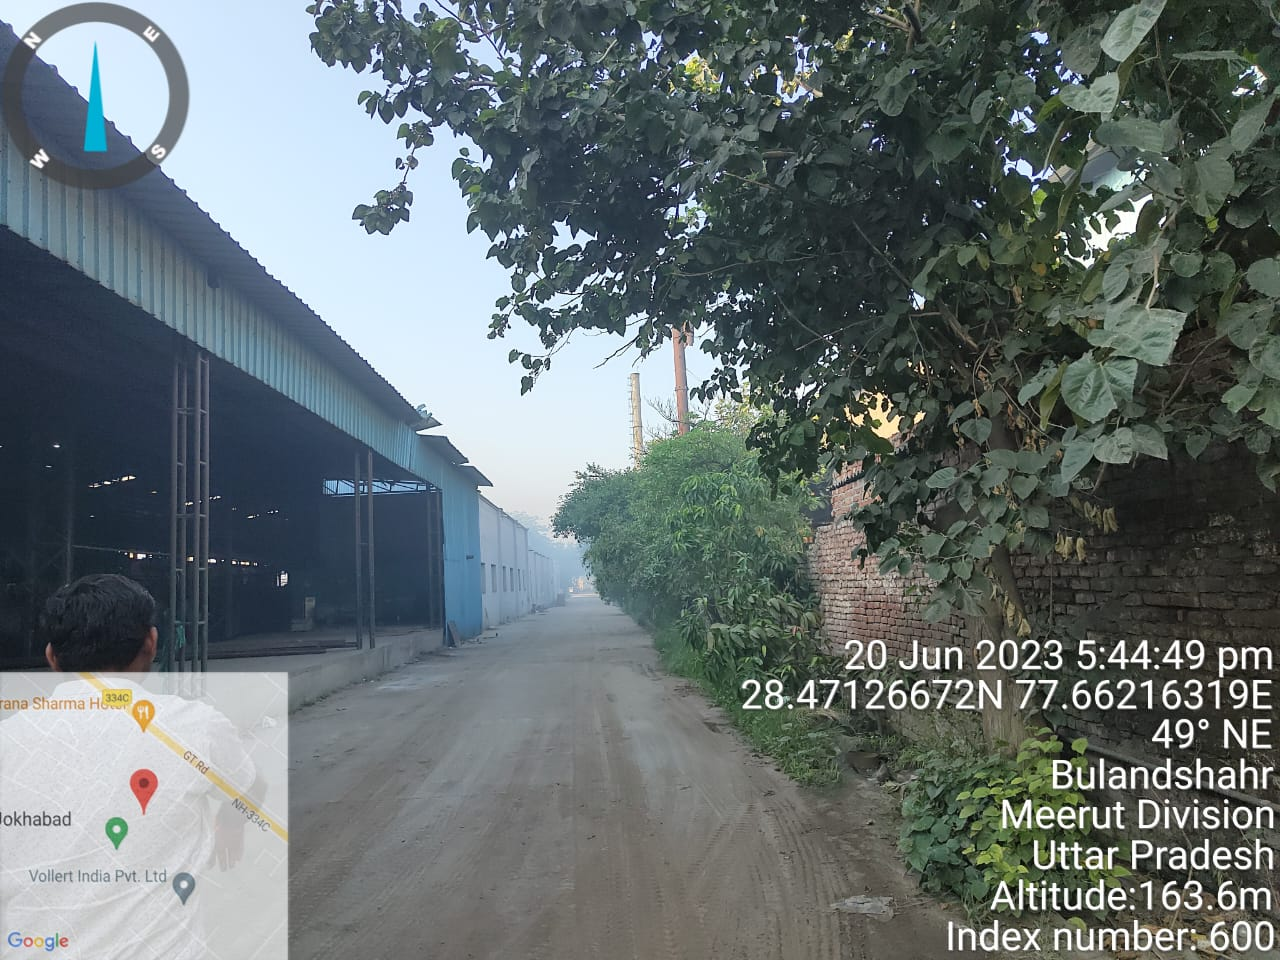 N
E
W
S
334C
rana Sharma Hotel
GT Rd
NH-334C
Jokhabad
Vollert India Pvt. Ltd
Google
20 Jun 2023 5:44:49 pm
28.47126672N 77.66216319E
49° NE
Bulandshahr
Meerut Division
Uttar Pradesh
Altitude:163.6m
Index number: 600